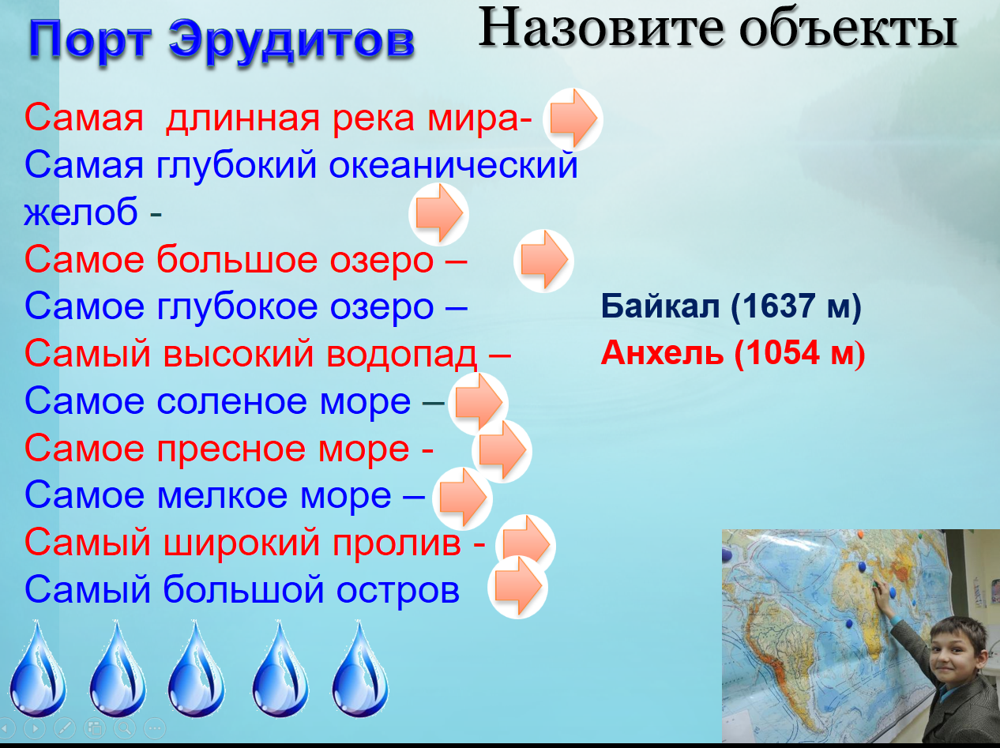 Порт Эрудитов
Назовите объекты
Самая длинная река мира-
Самая глубокий океанический
желоб -
Самое большое озеро –
Самое глубокое озеро –
Байкал (1637 м)
Самый высокий водопад –
Анхель (1054 м)
Самое соленое море –
Самое пресное море -
Самое мелкое море –
Самый широкий пролив -
Самый большой остров